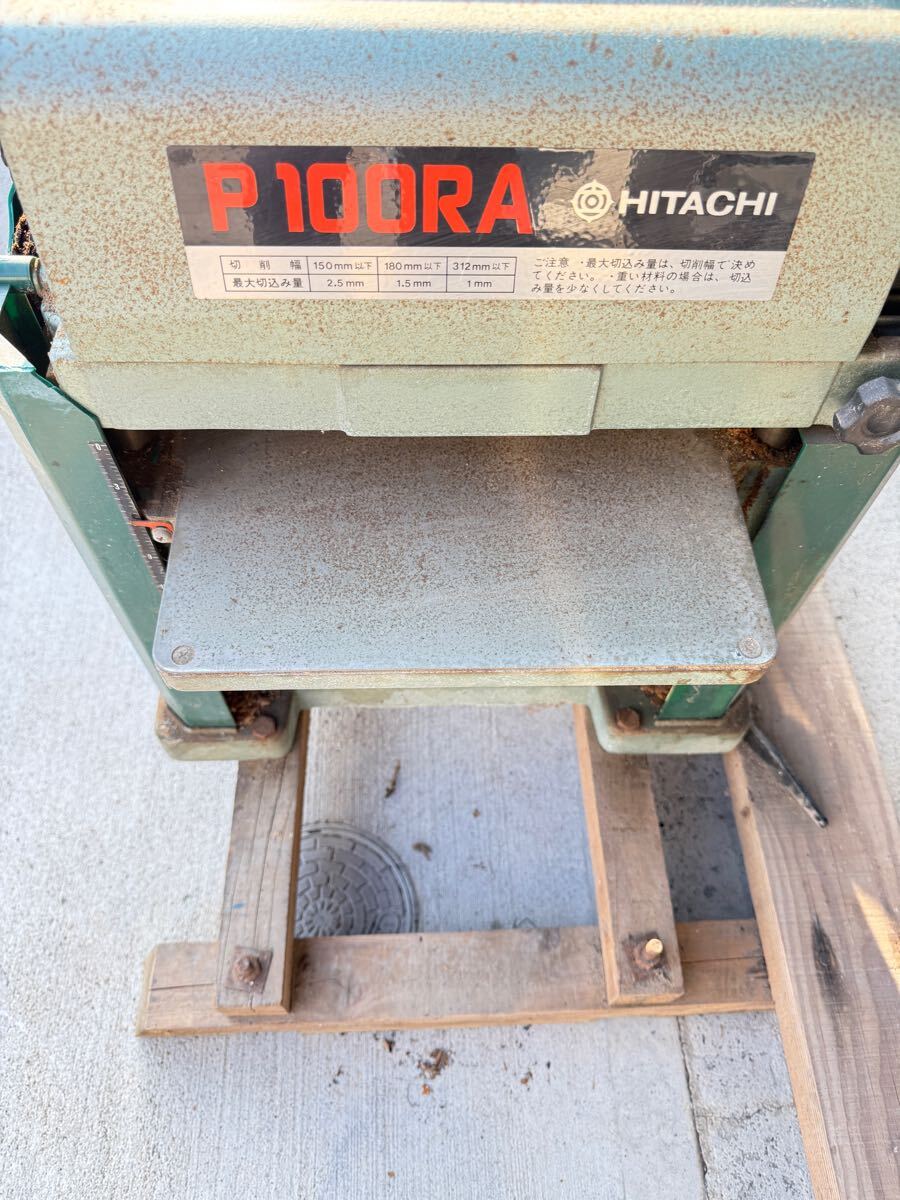 P100RA HITACHI
切削幅 150mm以下 180mm以下 312mm以下
最大切込み量 2.5mm 1.5mm 1mm
ご注意 ・最大切込み量は、切削幅で決め
てください。・重い材料の場合は、切込
み量を少なくしてください。
0
3